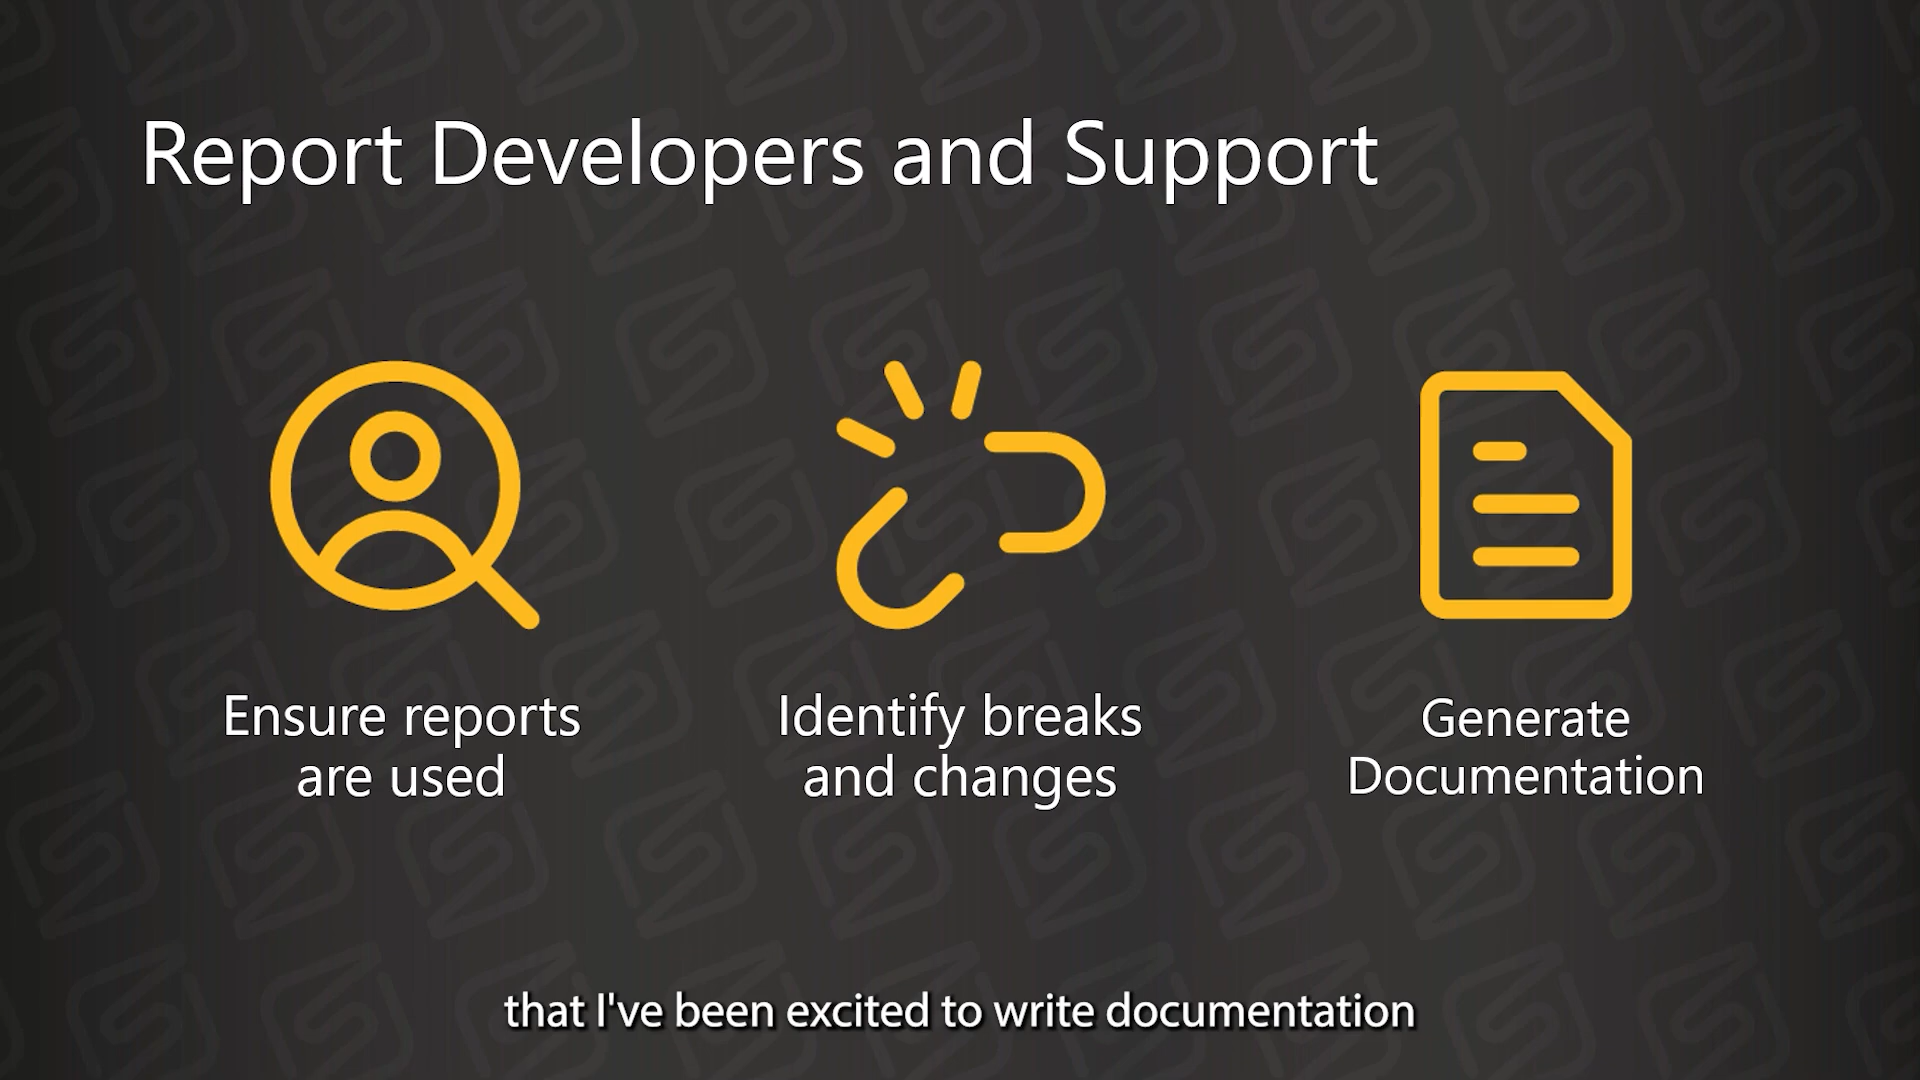 Report Developers and Support
Ensure reports
are used
Identify breaks
and changes
Generate
Documentation
that I've been excited to write documentation